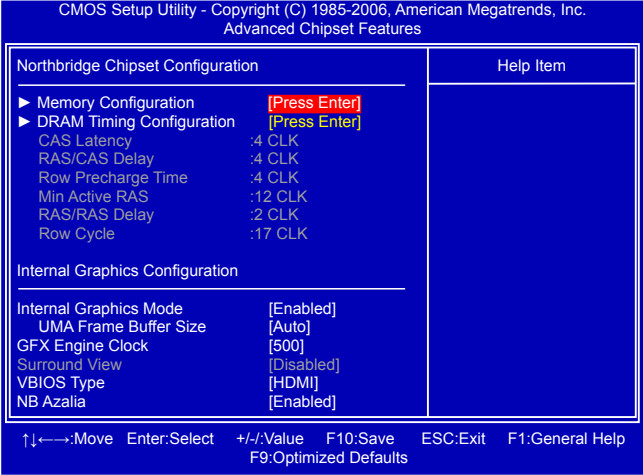 CMOS Setup Utility - Copyright (C) 1985-2006, American Megatrends, Inc.
Advanced Chipset Features
Northbridge Chipset Configuration
Help Item
► Memory Configuration [Press Enter]
► DRAM Timing Configuration [Press Enter]
CAS Latency :4 CLK
RAS/CAS Delay :4 CLK
Row Precharge Time :4 CLK
Min Active RAS :12 CLK
RAS/RAS Delay :2 CLK
Row Cycle :17 CLK
Internal Graphics Configuration
Internal Graphics Mode [Enabled]
UMA Frame Buffer Size [Auto]
GFX Engine Clock [500]
Surround View [Disabled]
VBIOS Type [HDMI]
NB Azalia [Enabled]
↑↓←→:Move Enter:Select +/-/:Value F10:Save ESC:Exit F1:General Help
F9:Optimized Defaults